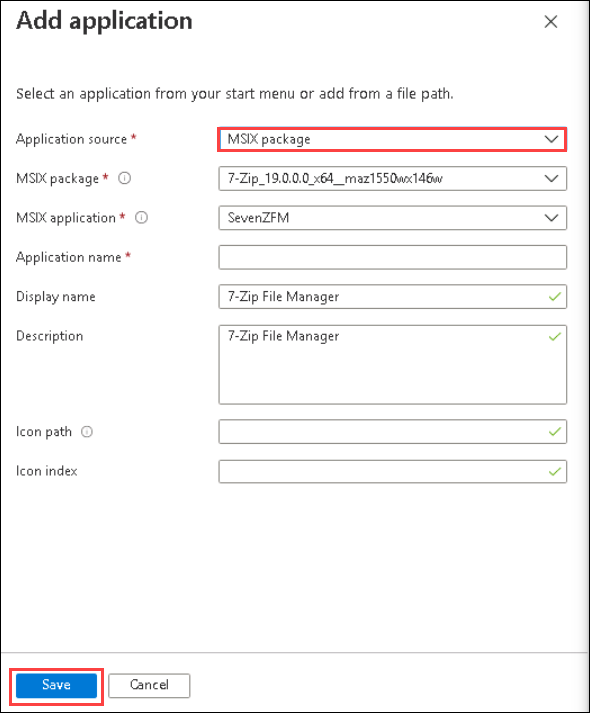 Add application
Select an application from your start menu or add from a file path.
Application source * MSIX package
MSIX package * 7-Zip_19.0.0.0_x64__maz1550wx146w
MSIX application * SevenZFM
Application name *
Display name 7-Zip File Manager
Description 7-Zip File Manager
Icon path
Icon index
Save Cancel